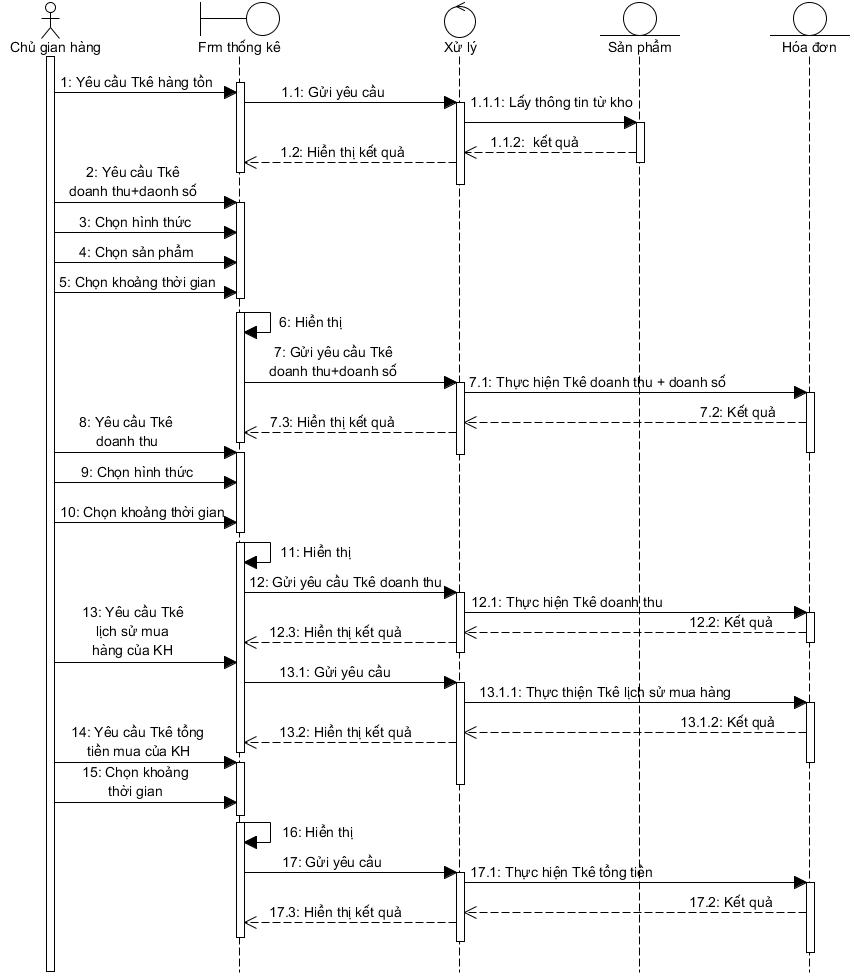 Chủ gian hàng
Frm thống kê
Xử lý
Sản phẩm
Hóa đơn
1: Yêu cầu Tkê hàng tồn
1.1: Gửi yêu cầu
1.1.1: Lấy thông tin từ kho
1.1.2:  kết quả
1.2: Hiển thị kết quả
2: Yêu cầu Tkê
doanh thu+daonh số
3: Chọn hình thức
4: Chọn sản phẩm
5: Chọn khoảng thời gian
6: Hiển thị
7: Gửi yêu cầu Tkê
doanh thu+doanh số
7.1: Thực hiện Tkê doanh thu + doanh số
7.2: Kết quả
7.3: Hiển thị kết quả
8: Yêu cầu Tkê
doanh thu
9: Chọn hình thức
10: Chọn khoảng thời gian
11: Hiển thị
12: Gửi yêu cầu Tkê doanh thu
12.1: Thực hiện Tkê doanh thu
12.2: Kết quả
12.3: Hiển thị kết quả
13: Yêu cầu Tkê
lịch sử mua
hàng của KH
13.1: Gửi yêu cầu
13.1.1: Thực thiện Tkê lịch sử mua hàng
13.1.2: Kết quả
13.2: Hiển thị kết quả
14: Yêu cầu Tkê tổng
tiền mua của KH
15: Chọn khoảng
thời gian
16: Hiển thị
17: Gửi yêu cầu
17.1: Thực hiện Tkê tổng tiền
17.2: Kết quả
17.3: Hiển thị kết quả